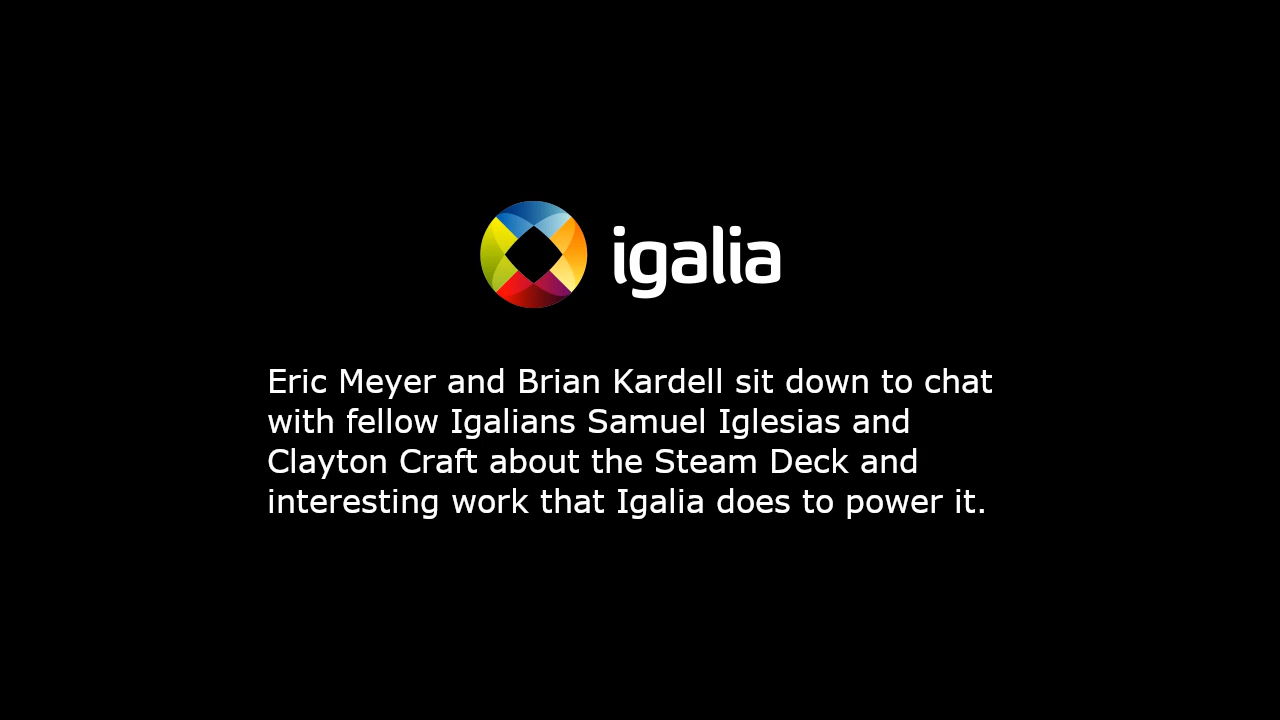 igalia
Eric Meyer and Brian Kardell sit down to chat
with fellow Igalians Samuel Iglesias and
Clayton Craft about the Steam Deck and
interesting work that Igalia does to power it.